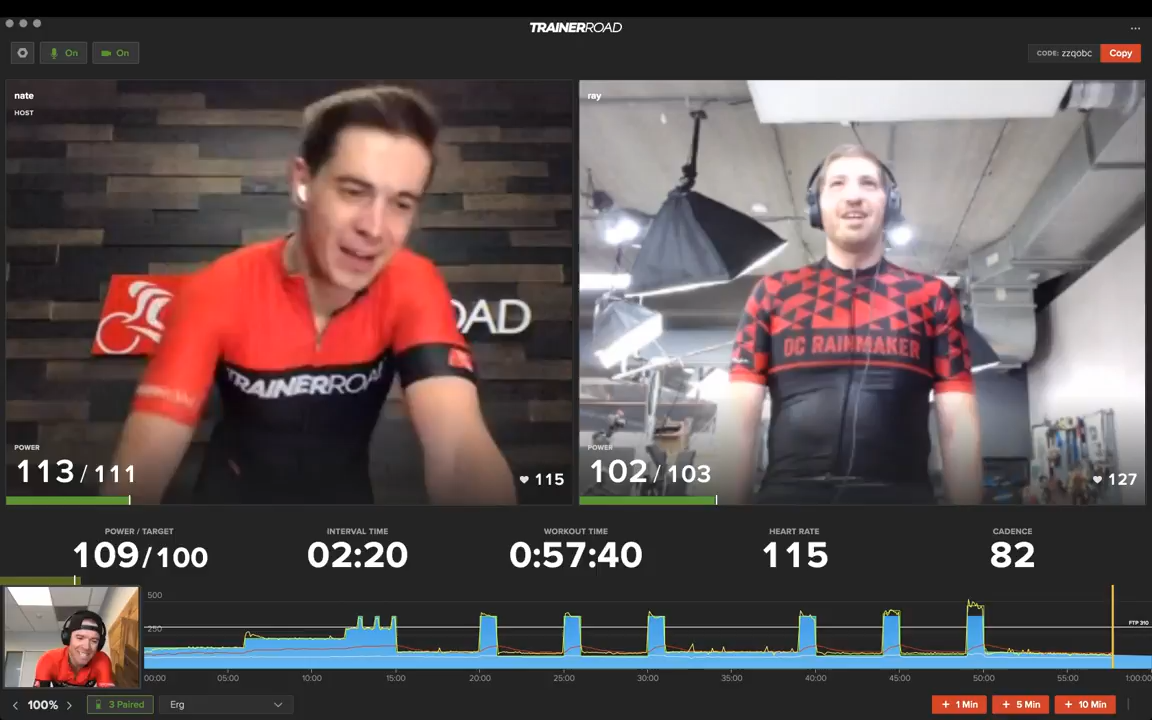 TRAINERROAD
On
On
CODE: zzqobc
Copy
nate
HOST
ray
OAD
TRAINERROA
DC RAINMAKER
POWER
113 / 111
115
POWER
102 / 103
127
POWER / TARGET
109/100
INTERVAL TIME
02:20
WORKOUT TIME
0:57:40
HEART RATE
115
CADENCE
82
500
250
FTP 310
00:00
05:00
10:00
15:00
20:00
25:00
30:00
35:00
40:00
45:00
50:00
55:00
1:00:00
100%
3 Paired
Erg
+ 1 Min
+ 5 Min
+ 10 Min